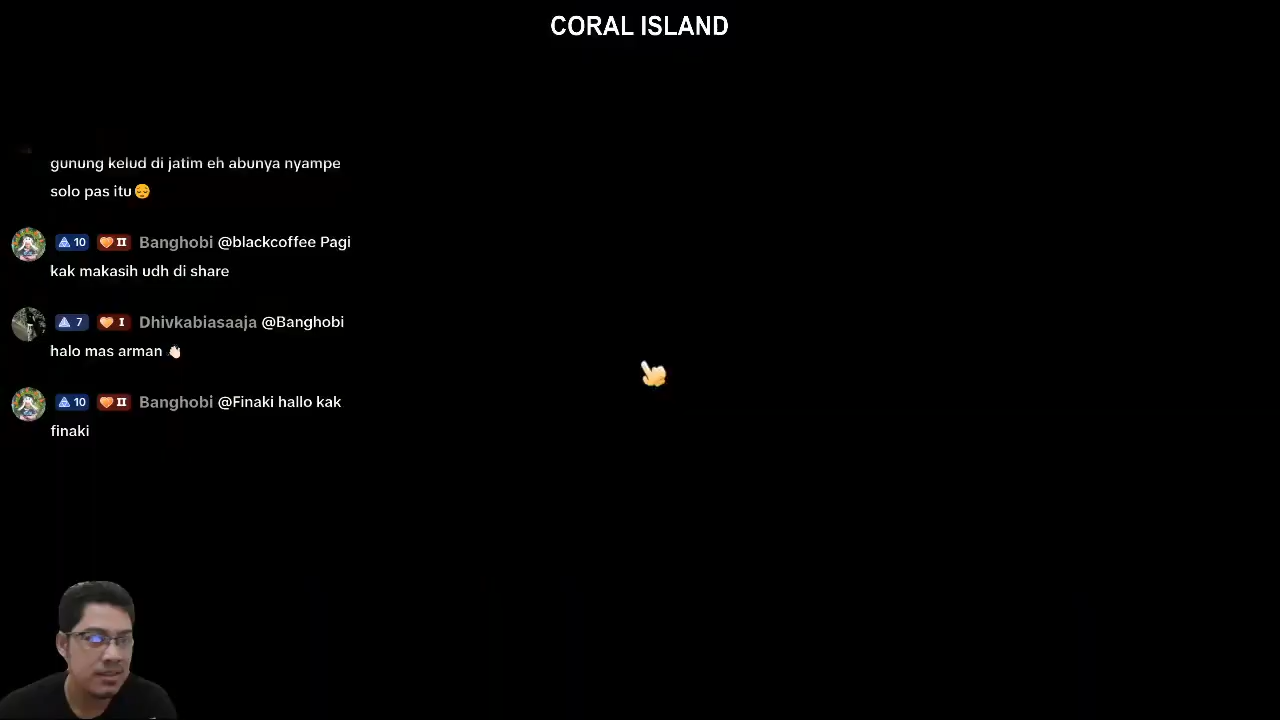 CORAL ISLAND
gunung kelud di jatim eh abunya nyampe
solo pas itu😔
10 II Banghobi @blackcoffee Pagi
kak makasih udh di share
7 I Dhivkabiasaaja @Banghobi
halo mas arman 👋🏻
10 II Banghobi @Finaki hallo kak
finaki